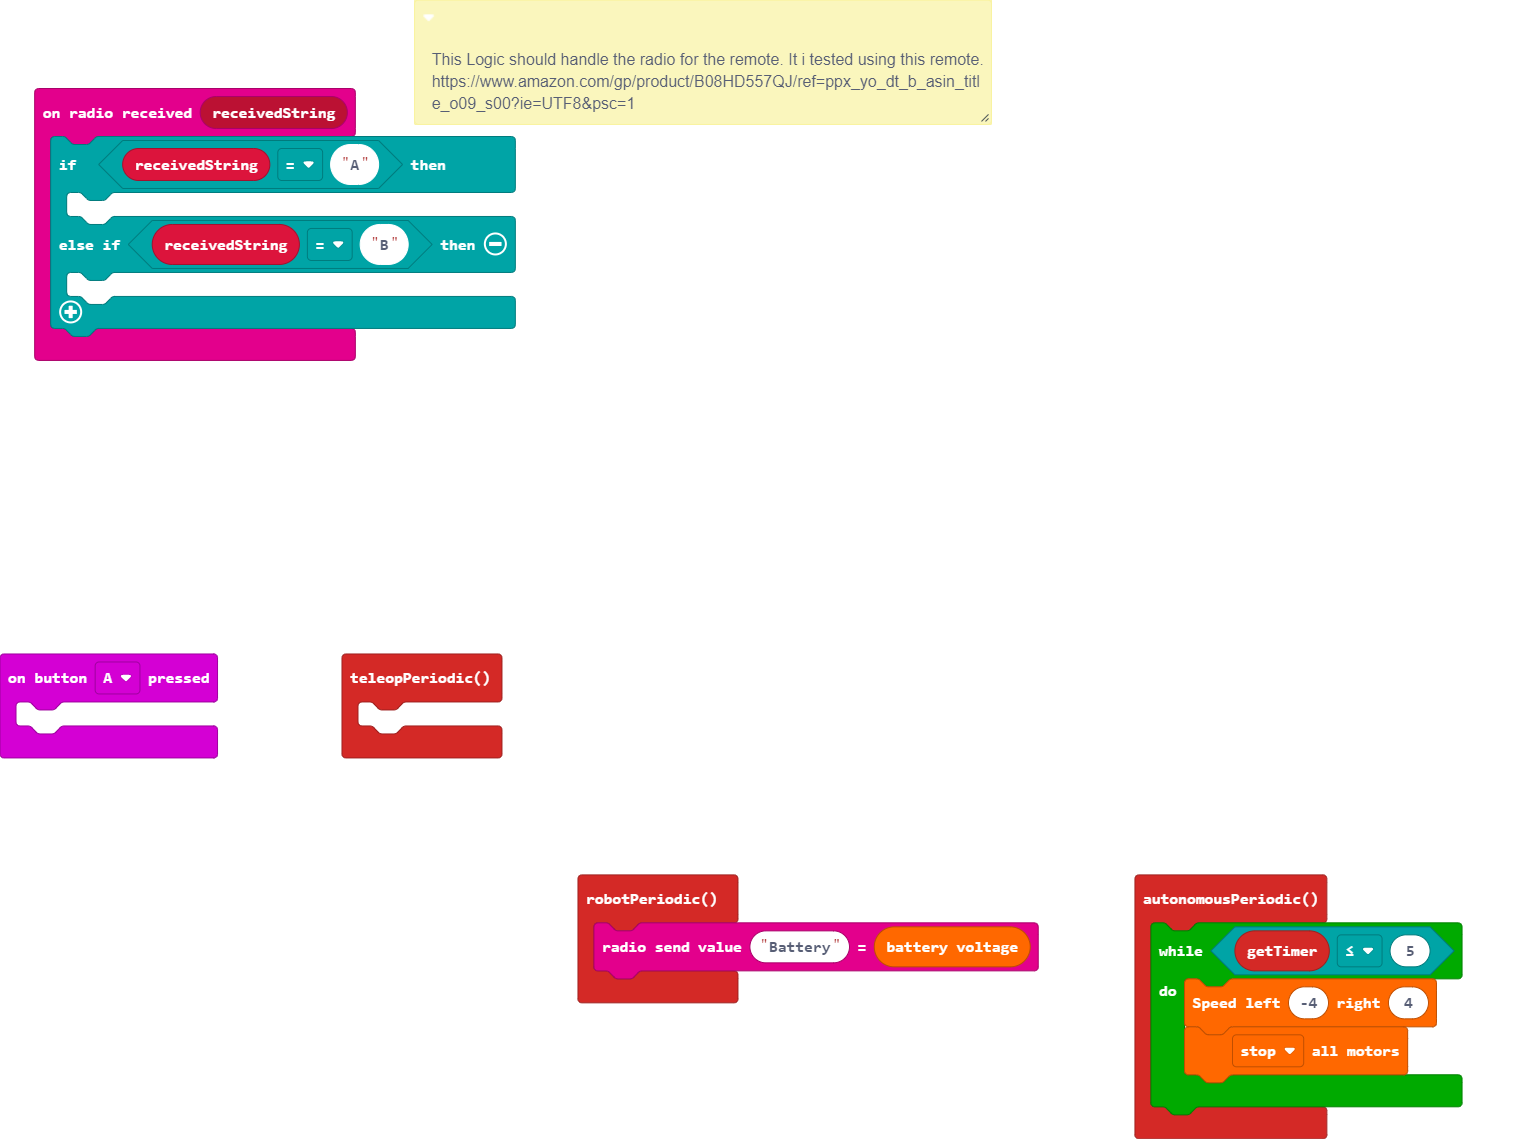 This Logic should handle the radio for the remote. It i tested using this remote.
https://www.amazon.com/gp/product/B08HD557QJ/ref=ppx_yo_dt_b_asin_titl
e_o09_s00?ie=UTF8&psc=1
on radio received receivedString
if receivedString = "A" then
else if receivedString = "B" then
on button A pressed
teleopPeriodic()
robotPeriodic()
radio send value "Battery" = battery voltage
autonomousPeriodic()
while getTimer ≤ 5
do
Speed left -4 right 4
stop all motors